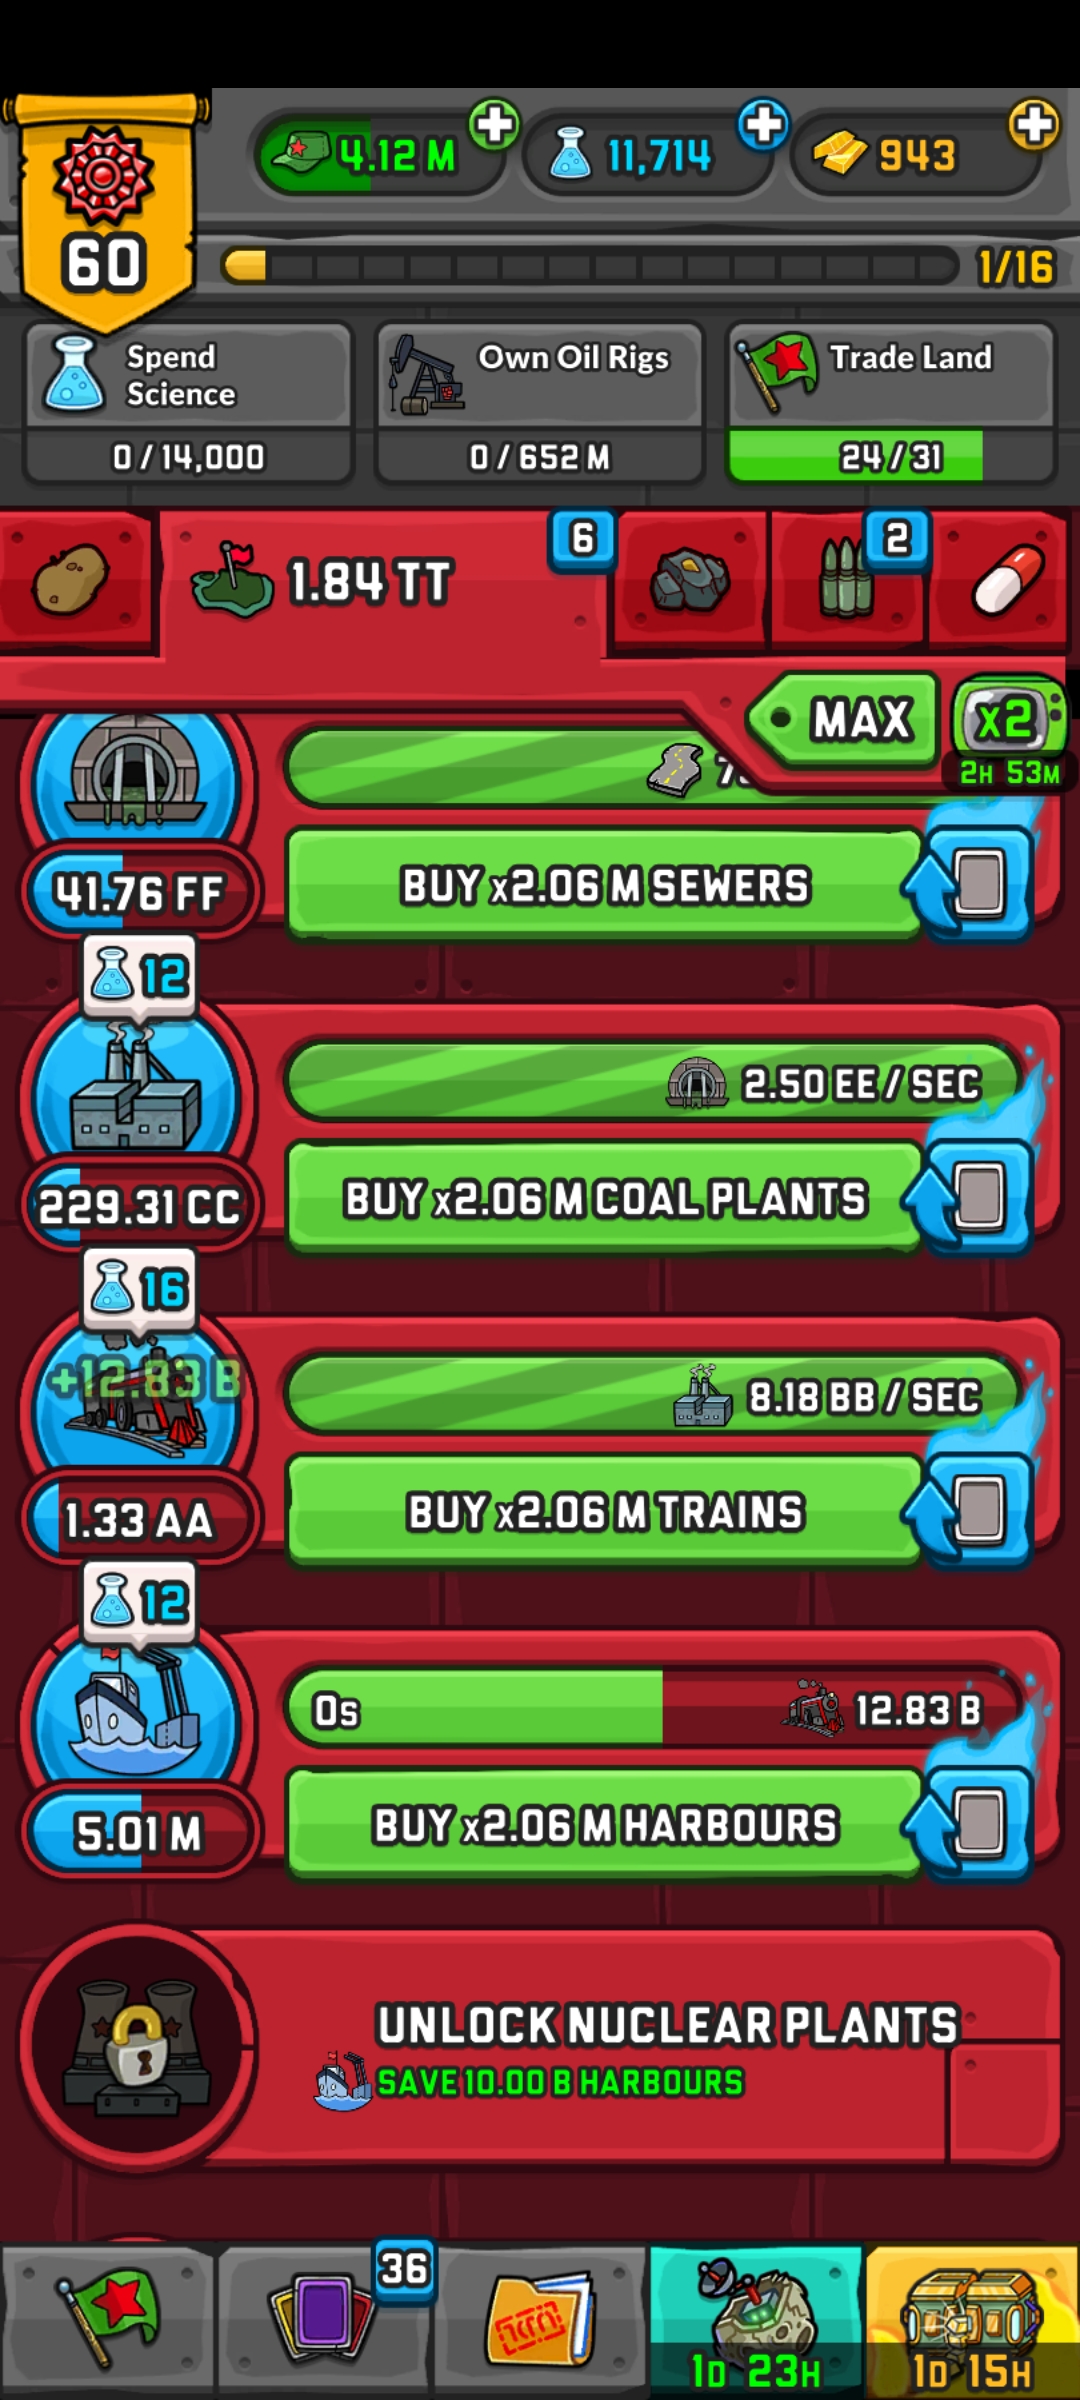 4.12 M
11,714
943
60
1/16
Spend
Science
Own Oil Rigs
Trade Land
0/14,000
0/652 M
24/31
1.84 TT
6
2
MAX
x2
2H 53M
BUY x2.06 M SEWERS
41.76 FF
12
2.50 EE/SEC
BUY x2.06 M COAL PLANTS
229.31 CC
16
+12.83 B
8.18 BB/SEC
BUY x2.06 M TRAINS
1.33 AA
12
0s
12.83 B
BUY x2.06 M HARBOURS
5.01 M
UNLOCK NUCLEAR PLANTS
SAVE 10.00 B HARBOURS
36
1D 23H
1D 15H